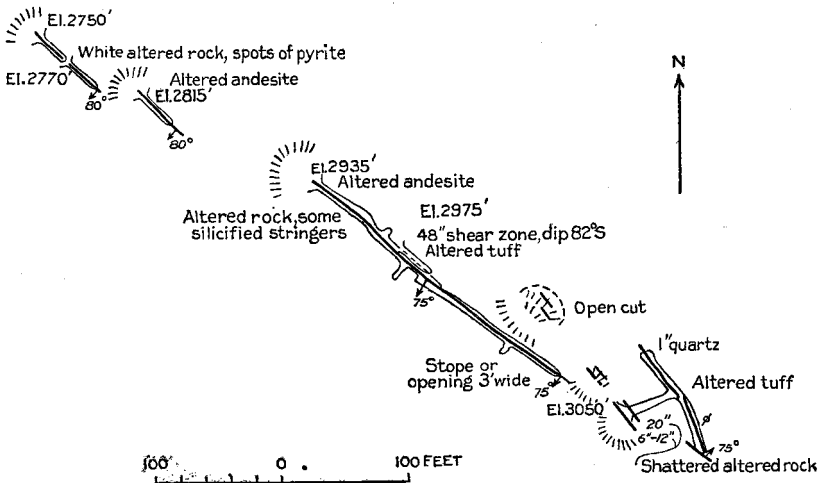 El.2750'
White altered rock, spots of pyrite
El.2770'
80°
Altered andesite
El.2815'
80°
N
El.2935'
Altered andesite
Altered rock, some
silicified stringers
El.2975'
48" shear zone, dip 82°S
Altered tuff
75°
Open cut
1" quartz
Stope or
opening 3' wide
75°
Altered tuff
El.3050
20"
6"-12"
75°
Shattered altered rock
100'
0
100 FEET